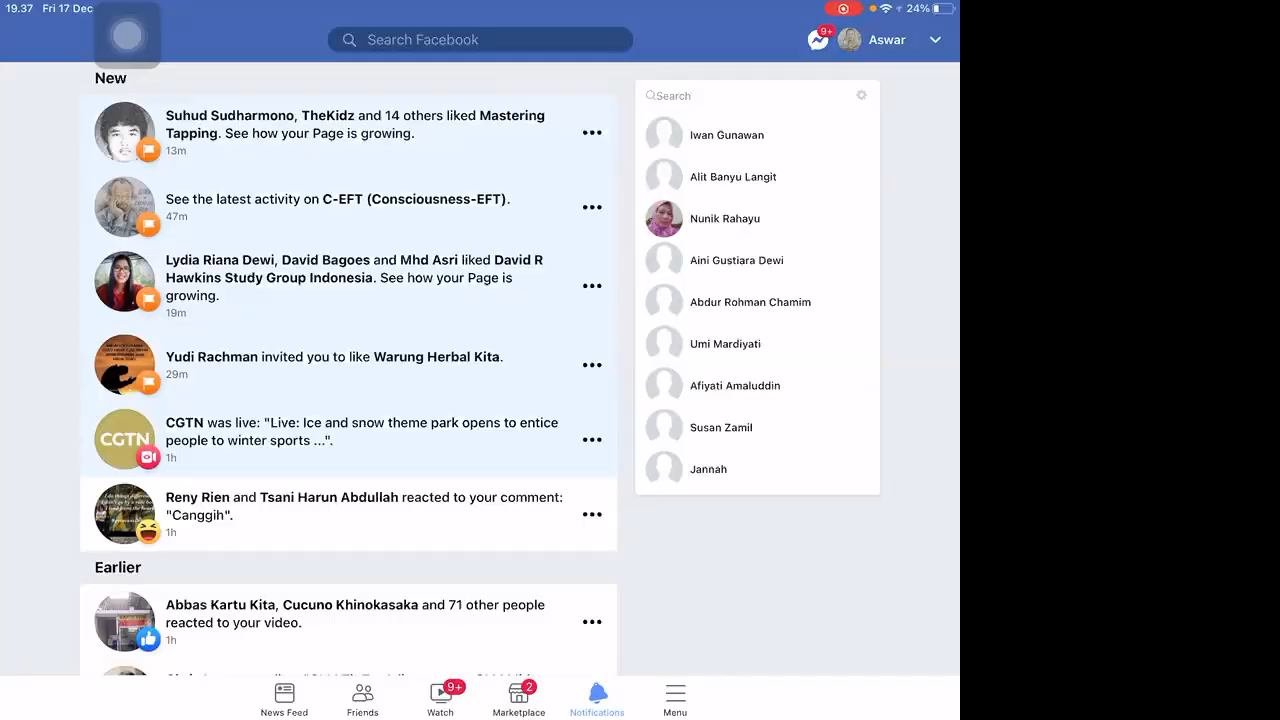 19.37 Fri 17 Dec
24%
Search Facebook
9+
Aswar
New
Suhud Sudharmono, TheKidz and 14 others liked Mastering
Tapping. See how your Page is growing.
13m
See the latest activity on C-EFT (Consciousness-EFT).
47m
Lydia Riana Dewi, David Bagoes and Mhd Asri liked David R
Hawkins Study Group Indonesia. See how your Page is
growing.
19m
Yudi Rachman invited you to like Warung Herbal Kita.
29m
CGTN
CGTN was live: "Live: Ice and snow theme park opens to entice
people to winter sports ...".
1h
Reny Rien and Tsani Harun Abdullah reacted to your comment:
"Canggih".
1h
Earlier
Abbas Kartu Kita, Cucuno Khinokasaka and 71 other people
reacted to your video.
1h
Search
Iwan Gunawan
Alit Banyu Langit
Nunik Rahayu
Aini Gustiara Dewi
Abdur Rohman Chamim
Umi Mardiyati
Afiyati Amaluddin
Susan Zamil
Jannah
9+
2
News Feed
Friends
Watch
Marketplace
Notifications
Menu